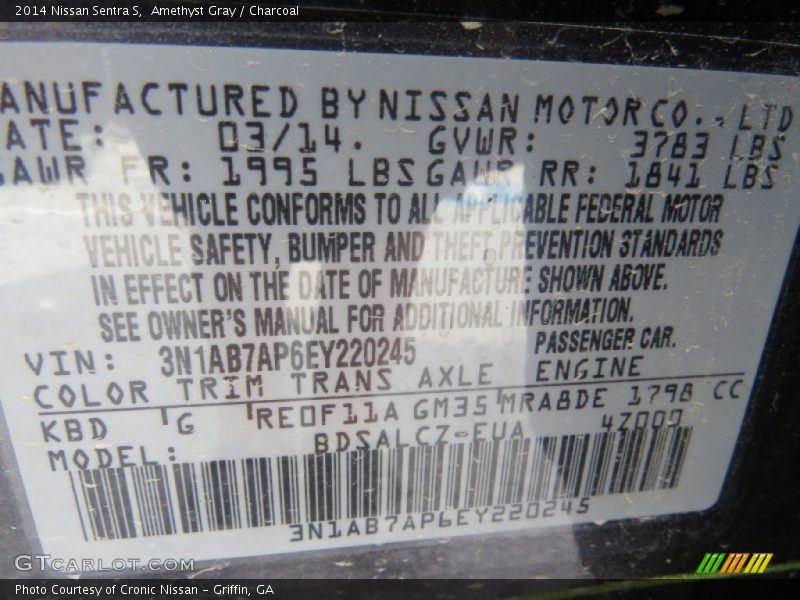 2014 Nissan Sentra S, Amethyst Gray / Charcoal
ANUFACTURED BY NISSAN MOTOR CO., LTD
ATE: 03/14. GVWR: 3783 LBS
GAWR FR: 1995 LBS GAWR RR: 1841 LBS
THIS VEHICLE CONFORMS TO ALL APPLICABLE FEDERAL MOTOR
VEHICLE SAFETY, BUMPER AND THEFT PREVENTION STANDARDS
IN EFFECT ON THE DATE OF MANUFACTURE SHOWN ABOVE.
SEE OWNER'S MANUAL FOR ADDITIONAL INFORMATION.
VIN: 3N1AB7AP6EY220245 PASSENGER CAR.
COLOR TRIM TRANS AXLE ENGINE
KBD G RE0F11A GM35 MRA8DE 1798 CC
MODEL: BDSALCZ-EUA 4Z000
3N1AB7AP6EY220245
GTCarLot.com
Photo Courtesy of Cronic Nissan - Griffin, GA